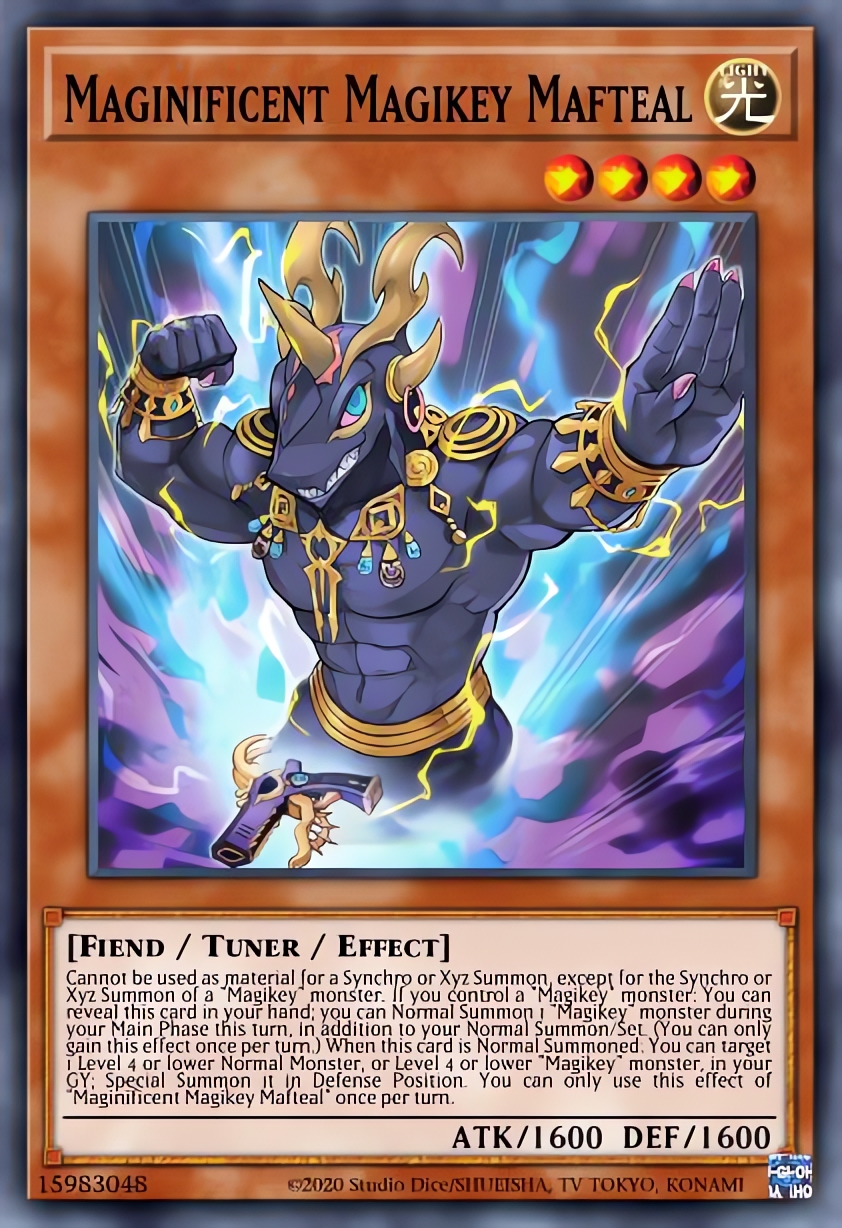 MAGINIFICENT MAGIKEY MAFTEAL
LIGHT
光
[FIEND / TUNER / EFFECT]
Cannot be used as material for a Synchro or Xyz Summon, except for the Synchro or
Xyz Summon of a "Magikey" monster. If you control a "Magikey" monster: You can
reveal this card in your hand; you can Normal Summon 1 "Magikey" monster during
your Main Phase this turn, in addition to your Normal Summon/Set. (You can only
gain this effect once per turn.) When this card is Normal Summoned: You can target
1 Level 4 or lower Normal Monster, or Level 4 or lower "Magikey" monster, in your
GY; Special Summon it in Defense Position. You can only use this effect of
"Maginificent Magikey Mafteal" once per turn.
ATK/1600 DEF/1600
15983048
©2020 Studio Dice/SHUEISHA, TV TOKYO, KONAMI